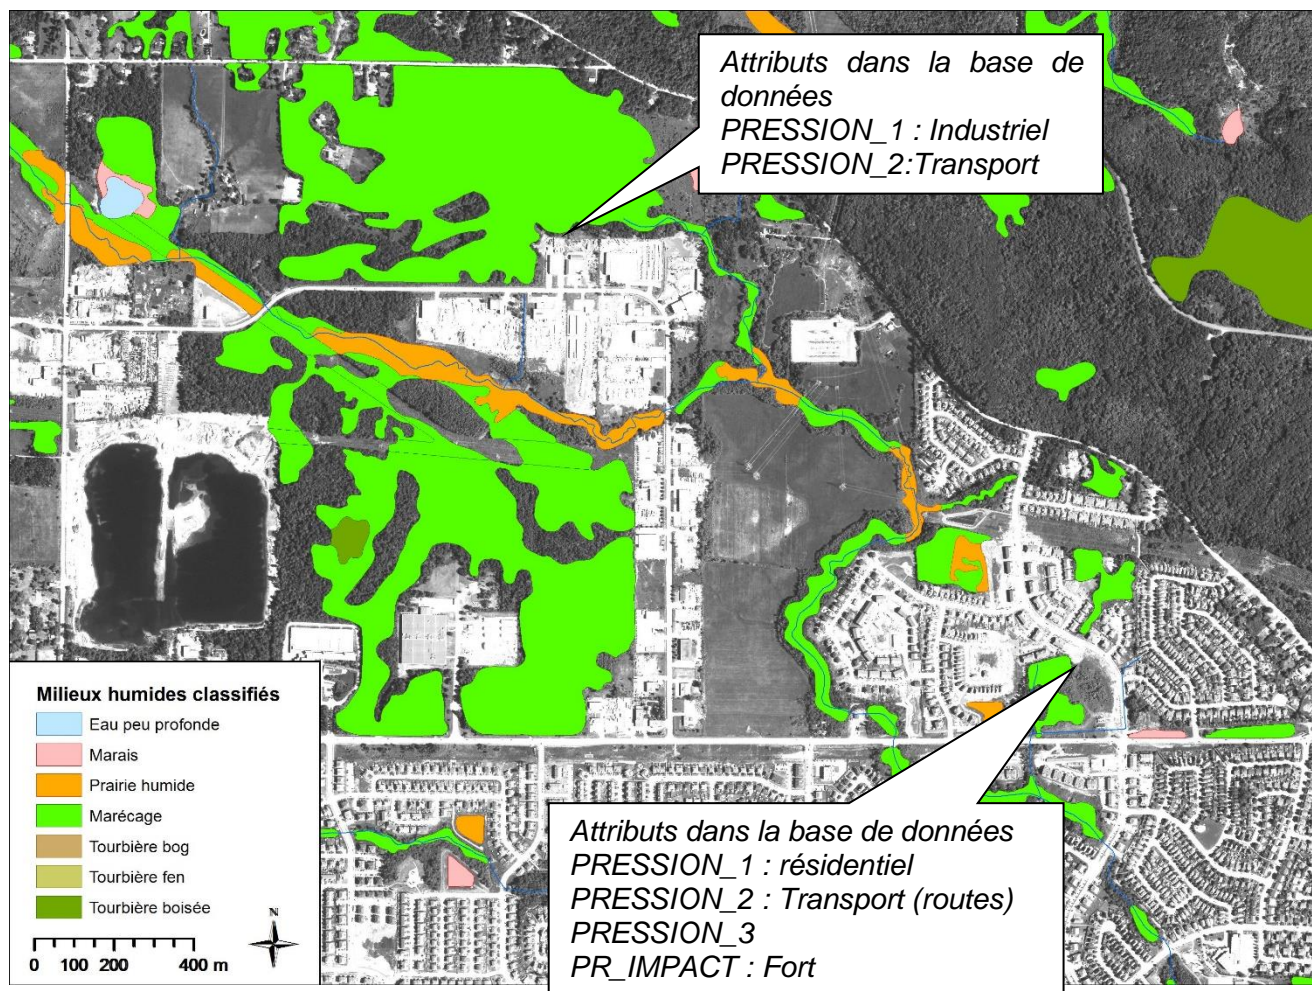 Attributs dans la base de
données
PRESSION_1 : Industriel
PRESSION_2:Transport
Milieux humides classifiés
Eau peu profonde
Marais
Prairie humide
Marécage
Tourbière bog
Tourbière fen
Tourbière boisée
N
0 100 200 400 m
Attributs dans la base de données
PRESSION_1 : résidentiel
PRESSION_2 : Transport (routes)
PRESSION_3
PR_IMPACT : Fort